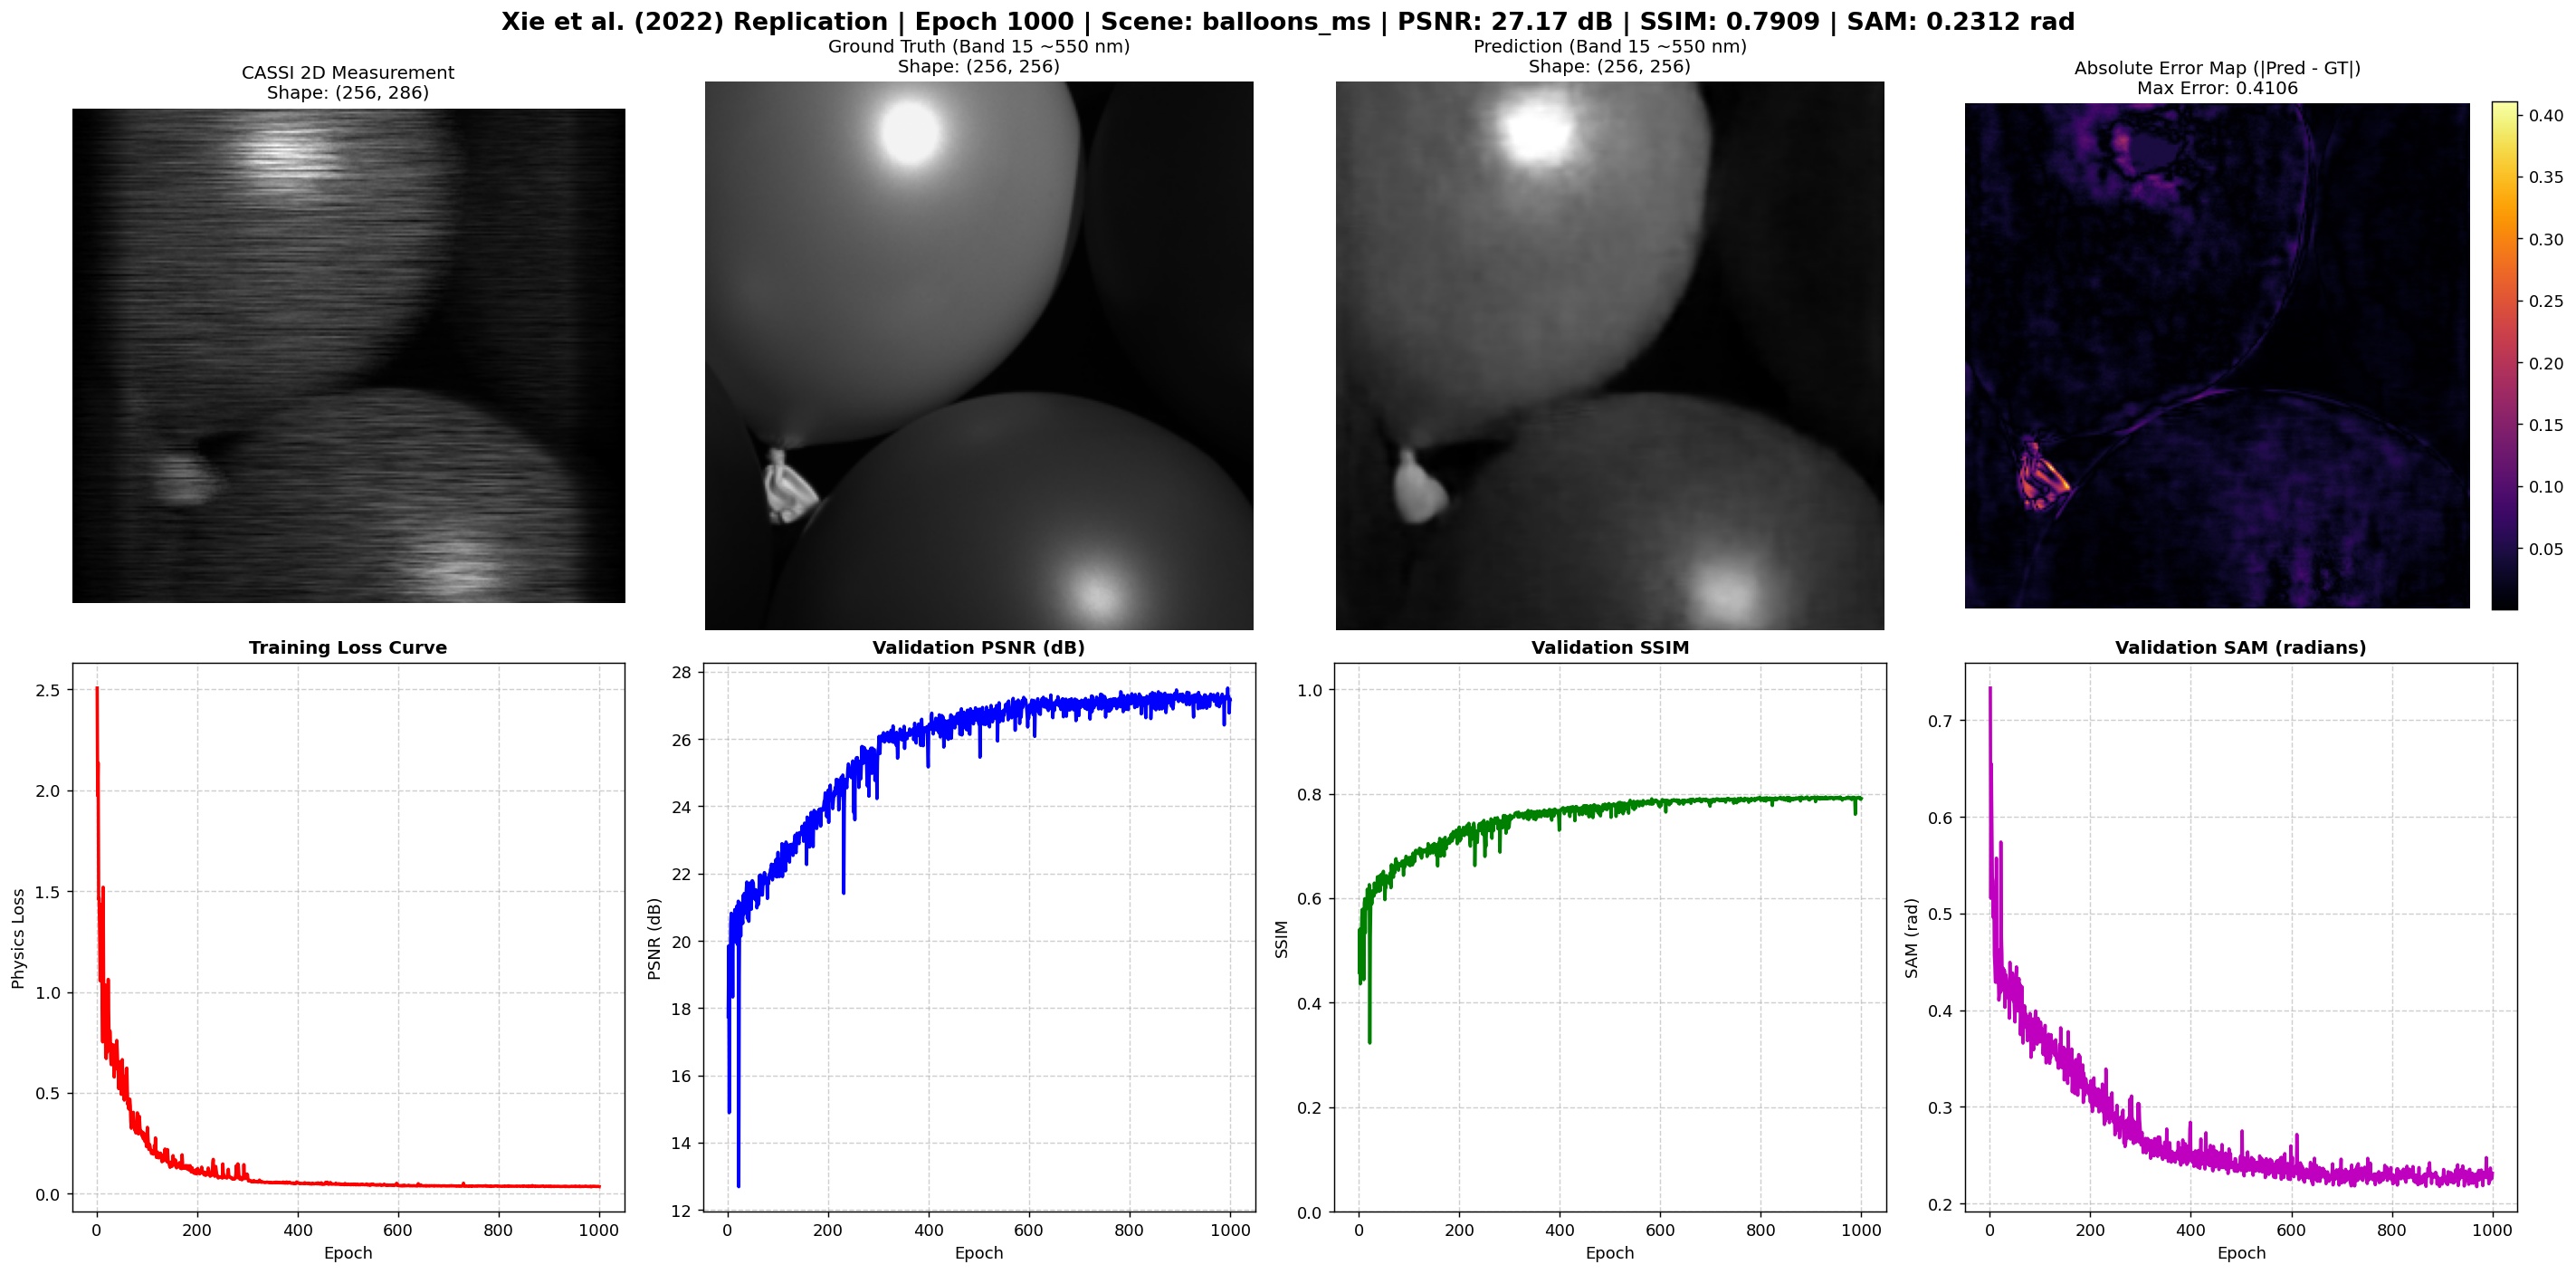 Xie et al. (2022) Replication | Epoch 1000 | Scene: balloons_ms | PSNR: 27.17 dB | SSIM: 0.7909 | SAM: 0.2312 rad
CASSI 2D Measurement
Shape: (256, 286)
Ground Truth (Band 15 ~550 nm)
Shape: (256, 256)
Prediction (Band 15 ~550 nm)
Shape: (256, 256)
Absolute Error Map (|Pred - GT|)
Max Error: 0.4106
0.40
0.35
0.30
0.25
0.20
0.15
0.10
0.05
Training Loss Curve
Physics Loss
2.5
2.0
1.5
1.0
0.5
0.0
0 200 400 600 800 1000
Epoch
Validation PSNR (dB)
PSNR (dB)
28
26
24
22
20
18
16
14
12
0 200 400 600 800 1000
Epoch
Validation SSIM
SSIM
1.0
0.8
0.6
0.4
0.2
0.0
0 200 400 600 800 1000
Epoch
Validation SAM (radians)
SAM (rad)
0.7
0.6
0.5
0.4
0.3
0.2
0 200 400 600 800 1000
Epoch